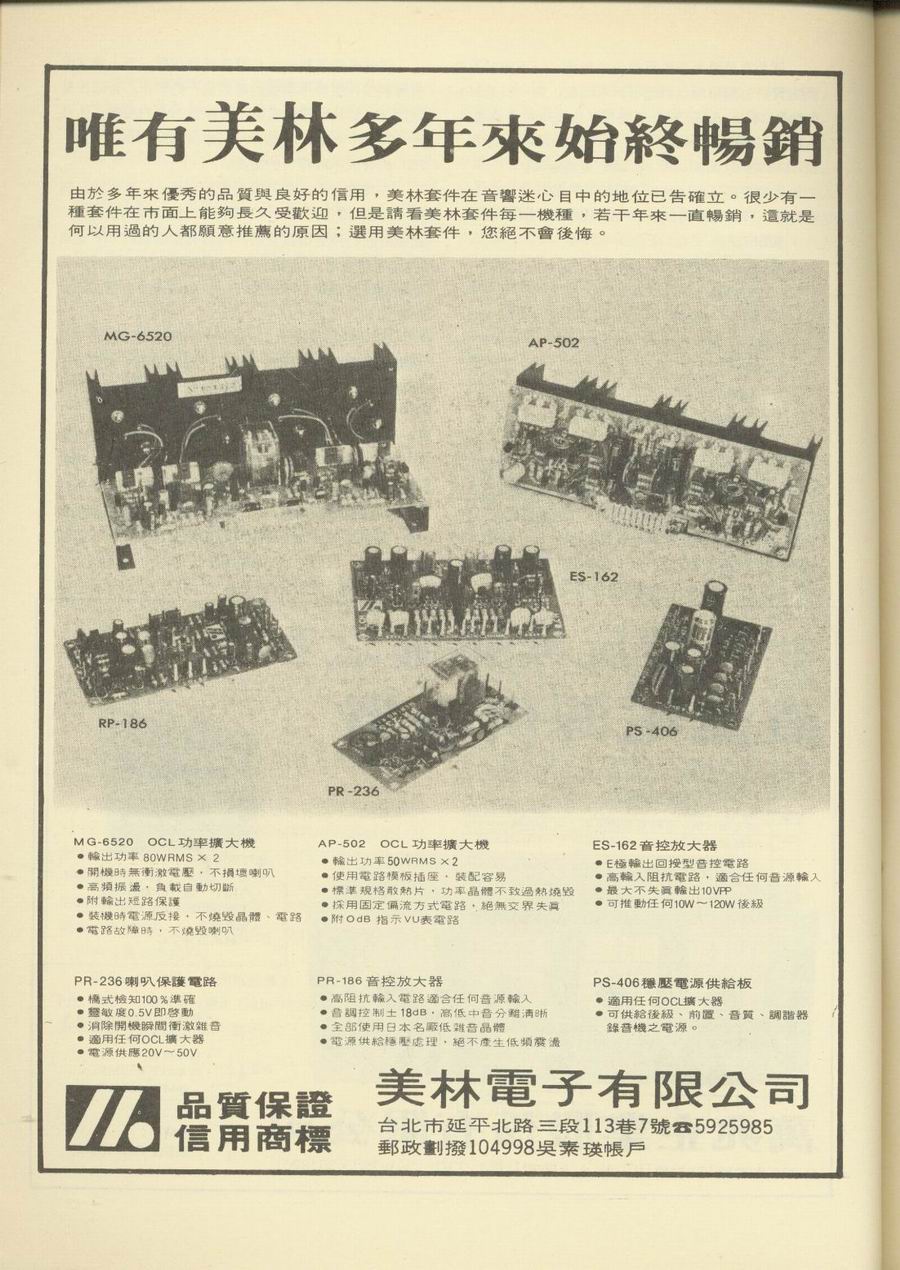 唯有美林多年來始終暢銷
由於多年來優秀的品質與良好的信用，美林套件在音響迷心目中的地位已告確立。很少有一
種套件在市面上能夠長久受歡迎，但是請看美林套件每一機種，若干年來一直暢銷，這就是
何以用過的人都願意推薦的原因；選用美林套件，您絕不會後悔。
MG-6520
AP-502
ES-162
RP-186
PS-406
PR-236
MG-6520 OCL功率擴大機
●輸出功率 80WRMS×2
●開機時無衝激電壓，不損壞喇叭
●高頻振盪，負載自動切斷
●附輸出短路保護
●裝機時電源反接，不燒毀晶體、電路
●電路故障時，不燒毀喇叭
AP-502 OCL功率擴大機
●輸出功率50WRMS×2
●使用電路模板插座，裝配容易
●標準規格散熱片，功率晶體不致過熱燒毀
●採用固定偏流方式電路，絕無交界失真
●附OdB 指示VU表電路
ES-162音控放大器
●E極輸出回授型音控電路
●高輸入阻抗電路，適合任何音源輸入
●最大不失真輸出10VPP
●可推動任何10W～120W後級
PR-236喇叭保護電路
●橋式檢知100％準確
●靈敏度0.5V即啓動
●消除開機瞬間衝激雜音
●適用任何OCL擴大器
●電源供應20V～50V
PR-186音控放大器
●高阻抗輸入電路適合任何音源輸入
●音調控制士18dB，高低中音分離清晰
●全部使用日本名廠低雜音晶體
●電源供給穩壓處理，絕不產生低頻震盪
PS-406穩壓電源供給板
●適用任何OCL擴大器
●可供給後級、前置、音質、調諧器
錄音機之電源。
品質保證
信用商標
美林電子有限公司
台北市延平北路三段113巷7號☎5925985
郵政劃撥104998吳素瑛帳戶